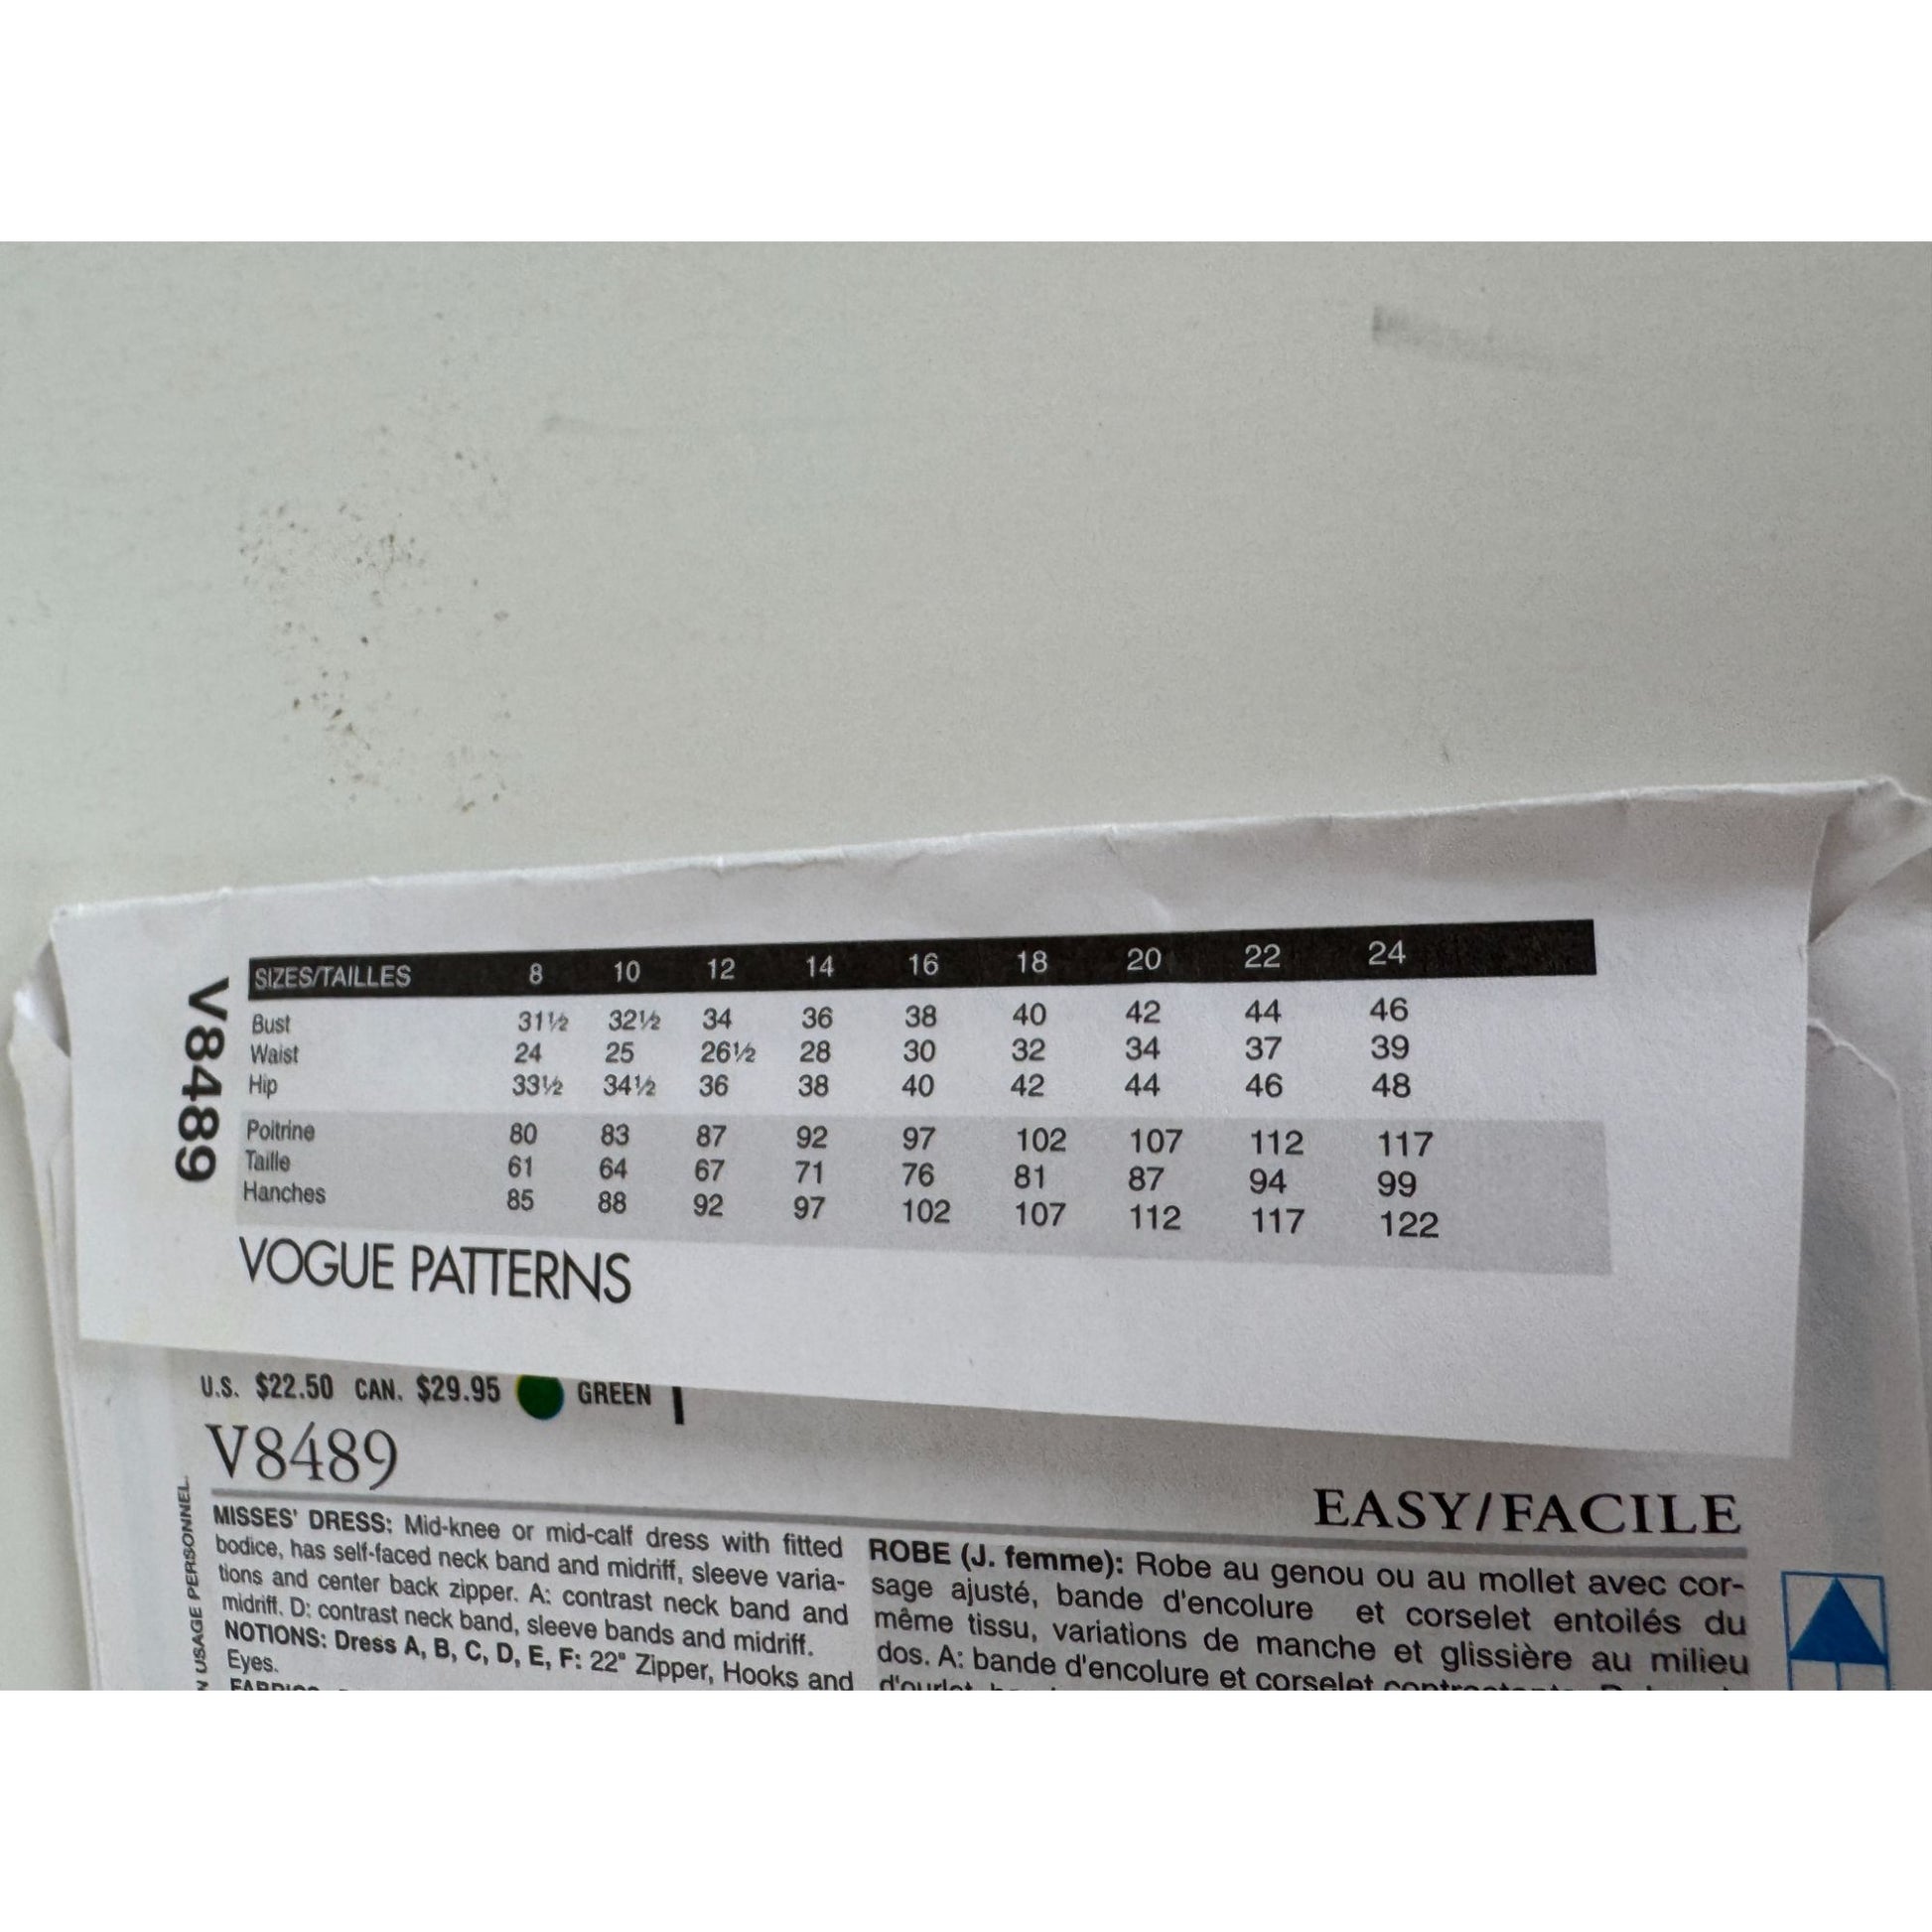 V8489
SIZES/TAILLES 8 10 12 14 16 18 20 22 24
Bust 31½ 32½ 34 36 38 40 42 44 46
Waist 24 25 26½ 28 30 32 34 37 39
Hip 33½ 34½ 36 38 40 42 44 46 48
Poitrine 80 83 87 92 97 102 107 112 117
Taille 61 64 67 71 76 81 87 94 99
Hanches 85 88 92 97 102 107 112 117 122
VOGUE PATTERNS
U.S. $22.50 CAN. $29.95 GREEN
V8489
EASY/FACILE
MISSES' DRESS: Mid-knee or mid-calf dress with fitted
bodice, has self-faced neck band and midriff, sleeve varia-
tions and center back zipper. A: contrast neck band and
midriff. D: contrast neck band, sleeve bands and midriff.
NOTIONS: Dress A, B, C, D, E, F: 22" Zipper, Hooks and
Eyes.
ROBE (J. femme): Robe au genou ou au mollet avec cor-
sage ajusté, bande d'encolure et corselet entoilés du
même tissu, variations de manche et glissière au milieu
dos. A: bande d'encolure et corselet
USAGE PERSONNEL.